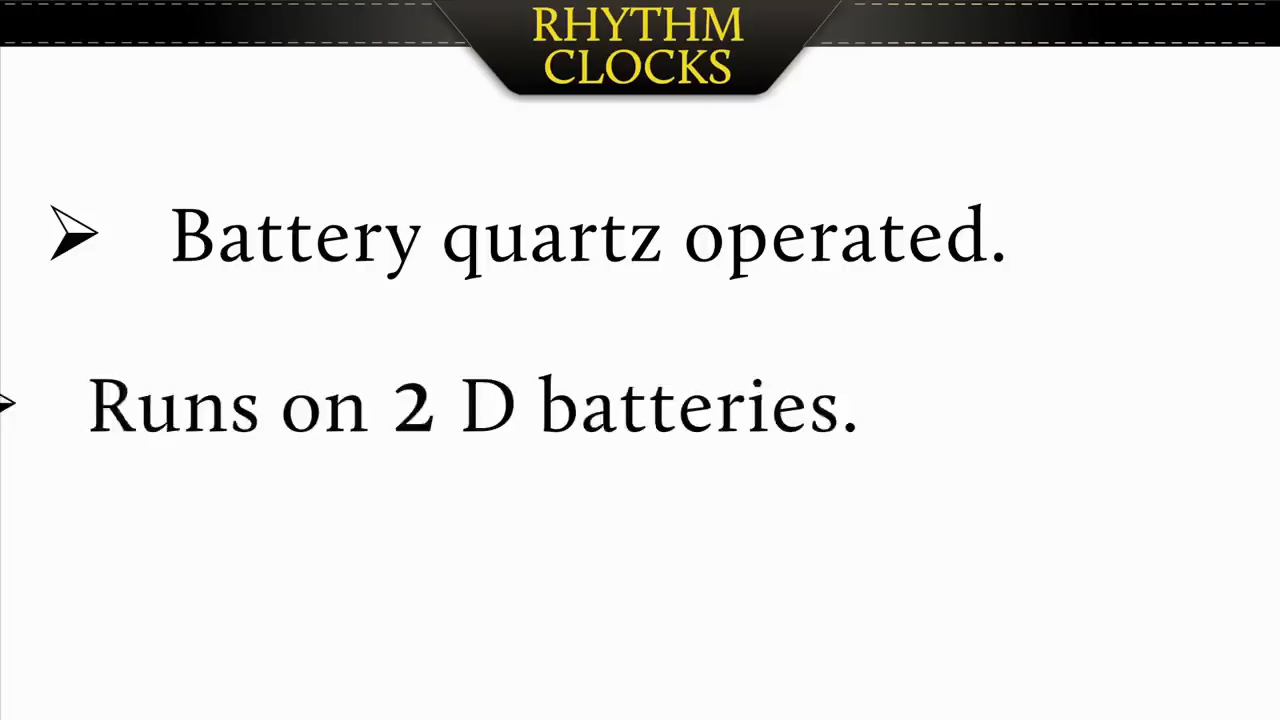 RHYTHM
CLOCKS
➢ Battery quartz operated.
➢ Runs on 2 D batteries.